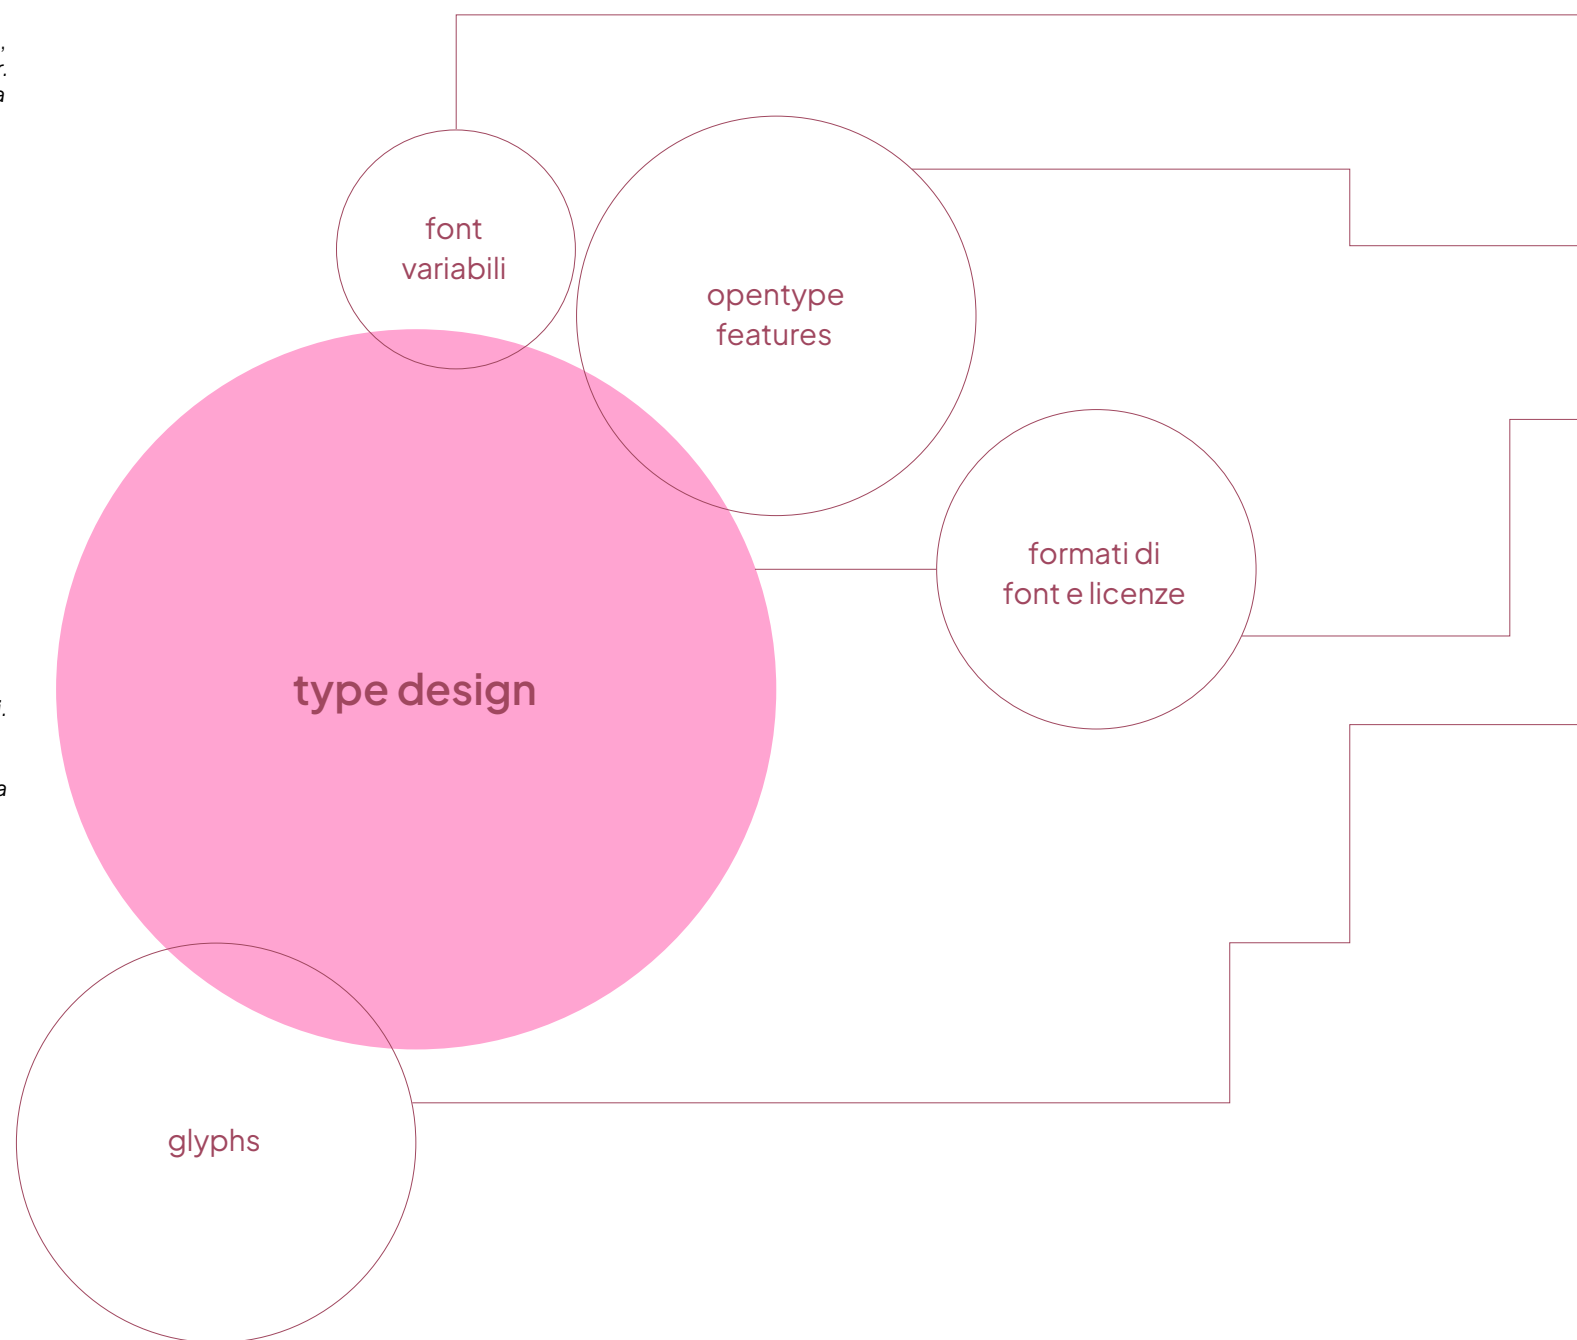 font
variabili
opentype
features
formati di
font e licenze
type design
glyphs